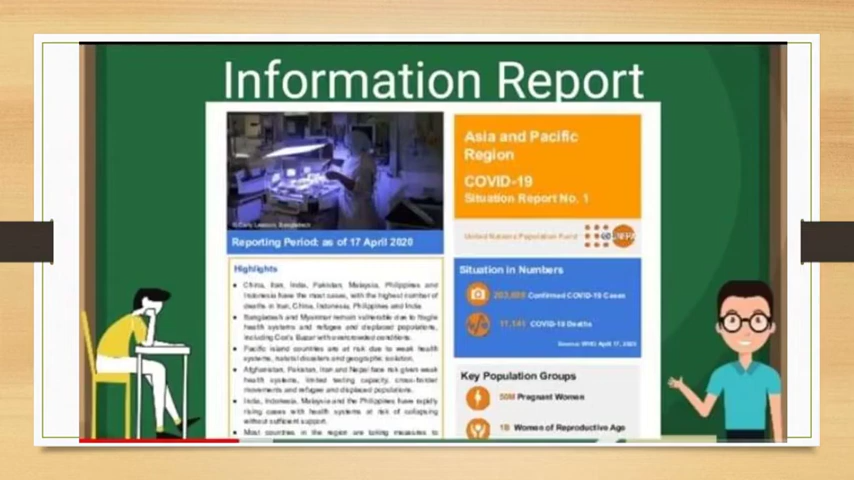 Information Report
Asia and Pacific
Region
COVID-19
Situation Report No. 1
United Nations Population Fund
UNFPA
Reporting Period: as of 17 April 2020
Highlights
• China, Iran, India, Pakistan, Malaysia, Philippines and
Indonesia have the most cases, with the highest number of
deaths in Iran, China, Indonesia, Philippines and India
• Bangladesh and Myanmar remain vulnerable due to fragile
health systems and refugee and displaced populations,
including Cox's Bazar with overcrowded conditions.
• Pacific island countries are at risk due to weak health
systems, natural disasters and geographic isolation.
• Afghanistan, Pakistan, Iran and Nepal face risk given weak
health systems, limited testing capacity, cross-border
movements and refugee and displaced populations.
• India, Indonesia, Malaysia and the Philippines have rapidly
rising cases with health systems at risk of collapsing
without sufficient support.
• Most countries in the region are taking measures to
Situation in Numbers
Confirmed COVID-19 Cases
COVID-19 Deaths
Source: WHO April 17, 2020
Key Population Groups
50M Pregnant Women
1B Women of Reproductive Age